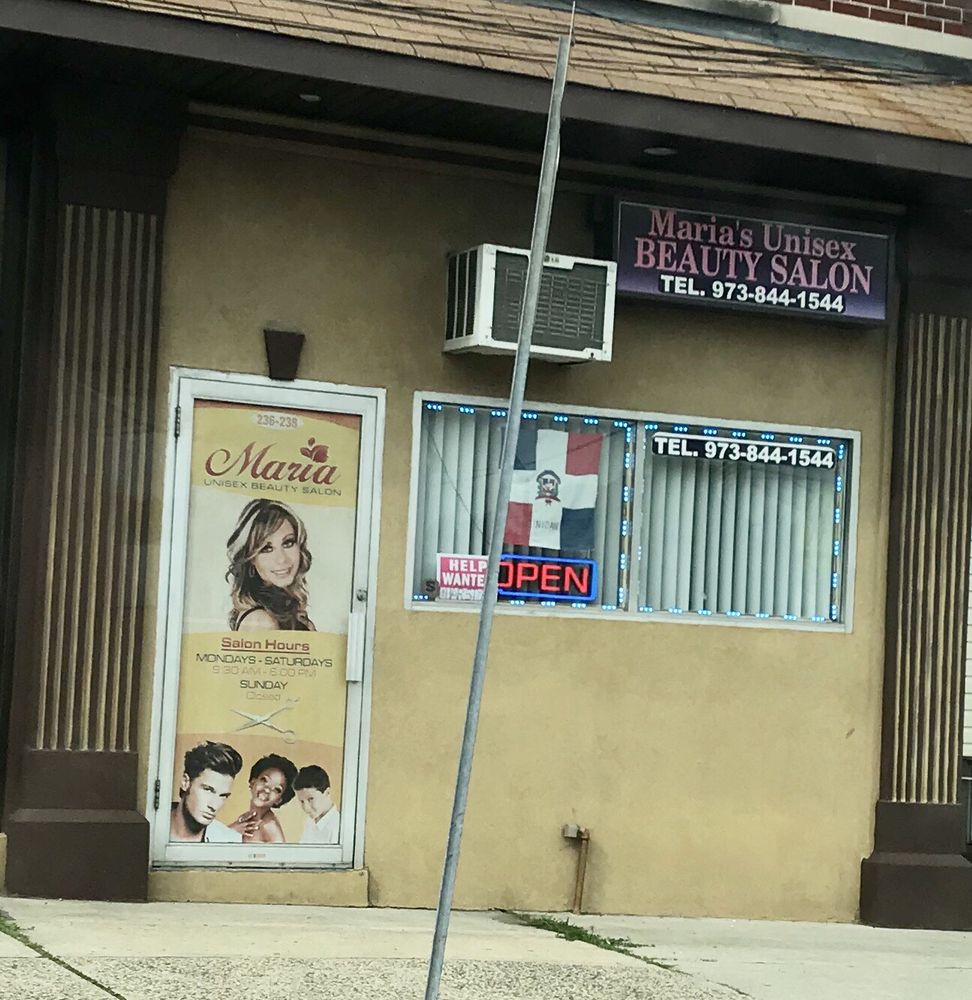 Maria's Unisex
BEAUTY SALON
TEL. 973-844-1544
236-238
Maria
UNISEX BEAUTY SALON
Salon Hours
MONDAYS - SATURDAYS
9:30 AM - 6:00 PM
SUNDAY
Closed
TEL. 973-844-1544
HELP
WANTE
OPEN